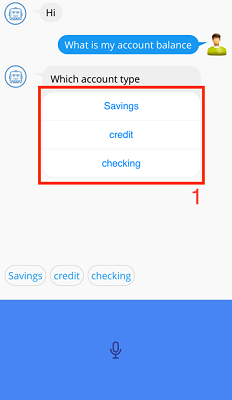 Hi
What is my account balance
Which account type
Savings
credit
checking
1
Savings credit checking